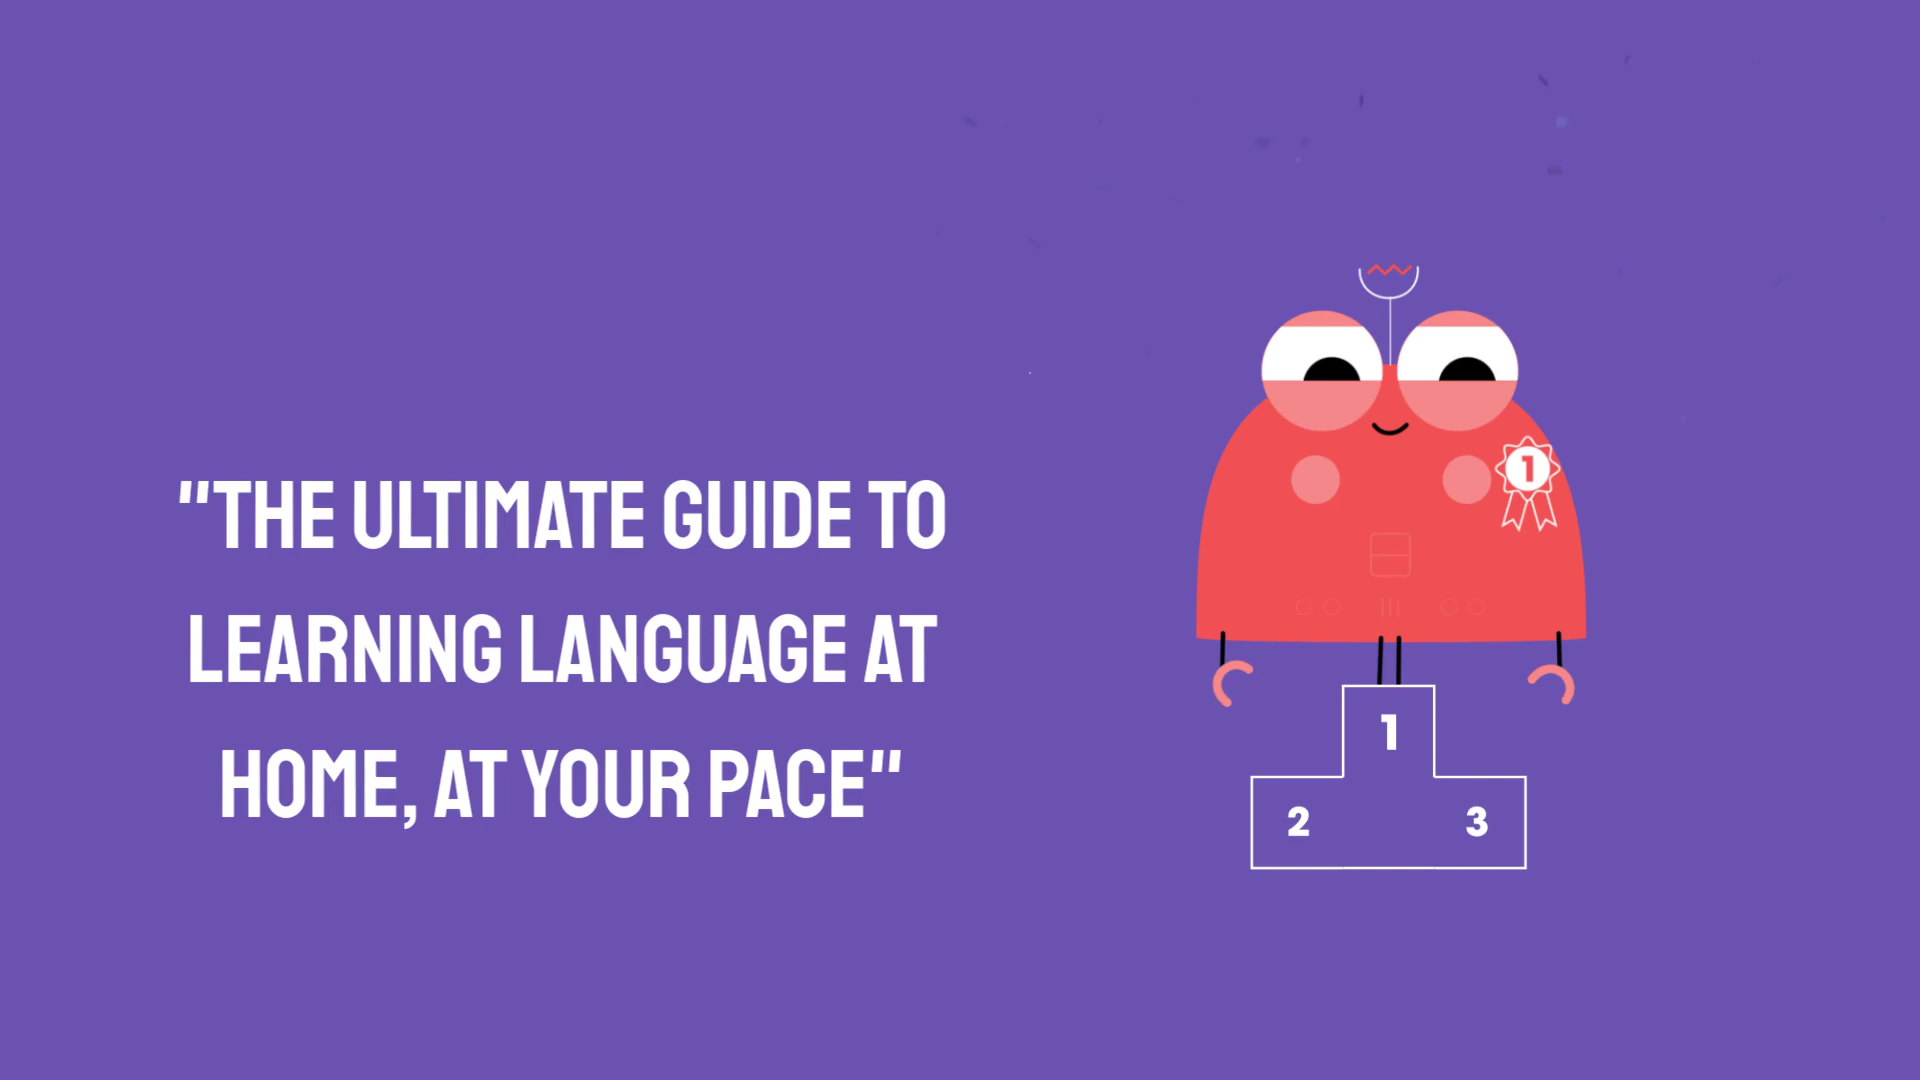 "THE ULTIMATE GUIDE TO
LEARNING LANGUAGE AT
HOME, AT YOUR PACE"
1
1
2 3